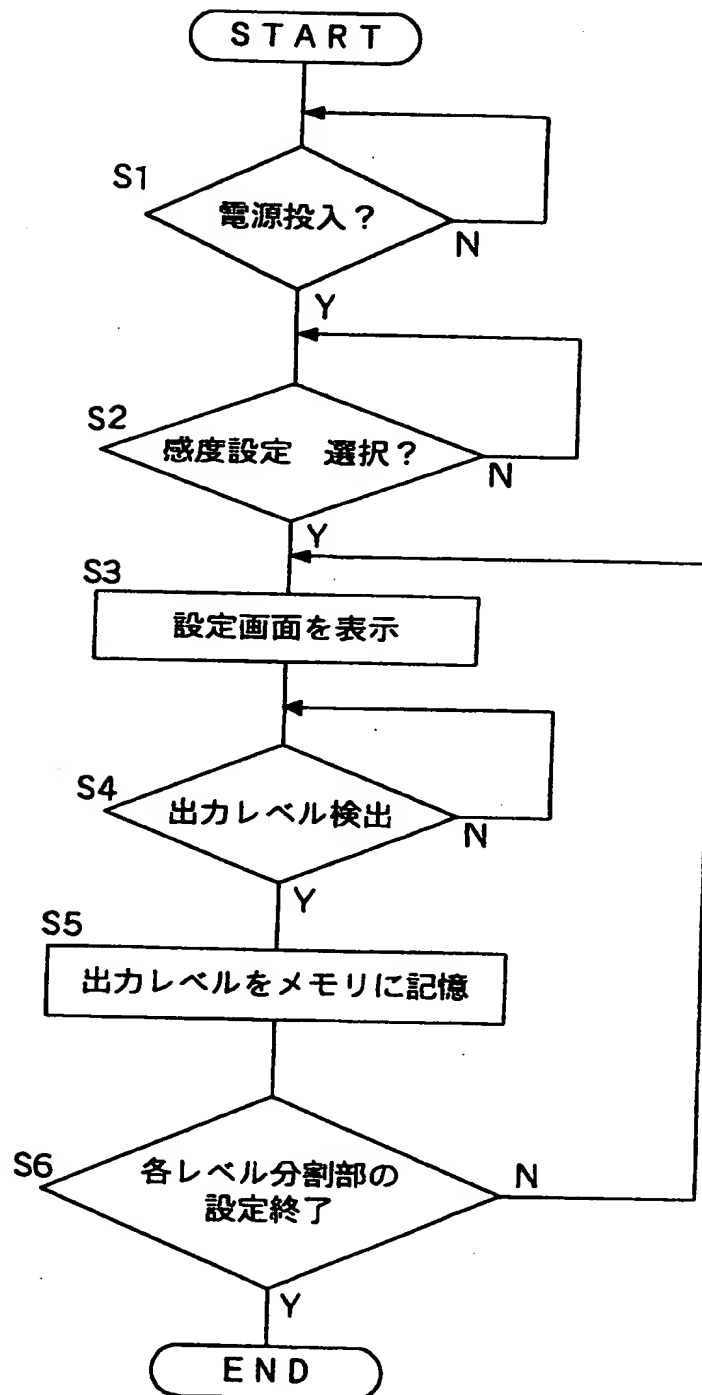 START
S1
電源投入?
N
Y
S2
感度設定 選択?
N
Y
S3
設定画面を表示
S4
出力レベル検出
N
Y
S5
出力レベルをメモリに記憶
S6
各レベル分割部の
設定終了
N
Y
END